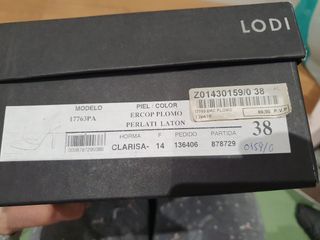 LODI
Z01430159/0 38
MODELO
PIEL / COLOR
17763PA
ERCOP PLOMO
PERLATI LATON
P.V.P
HORMA F PEDIDO PARTIDA
CLARISA- 14 136406 878729
38
0159/0